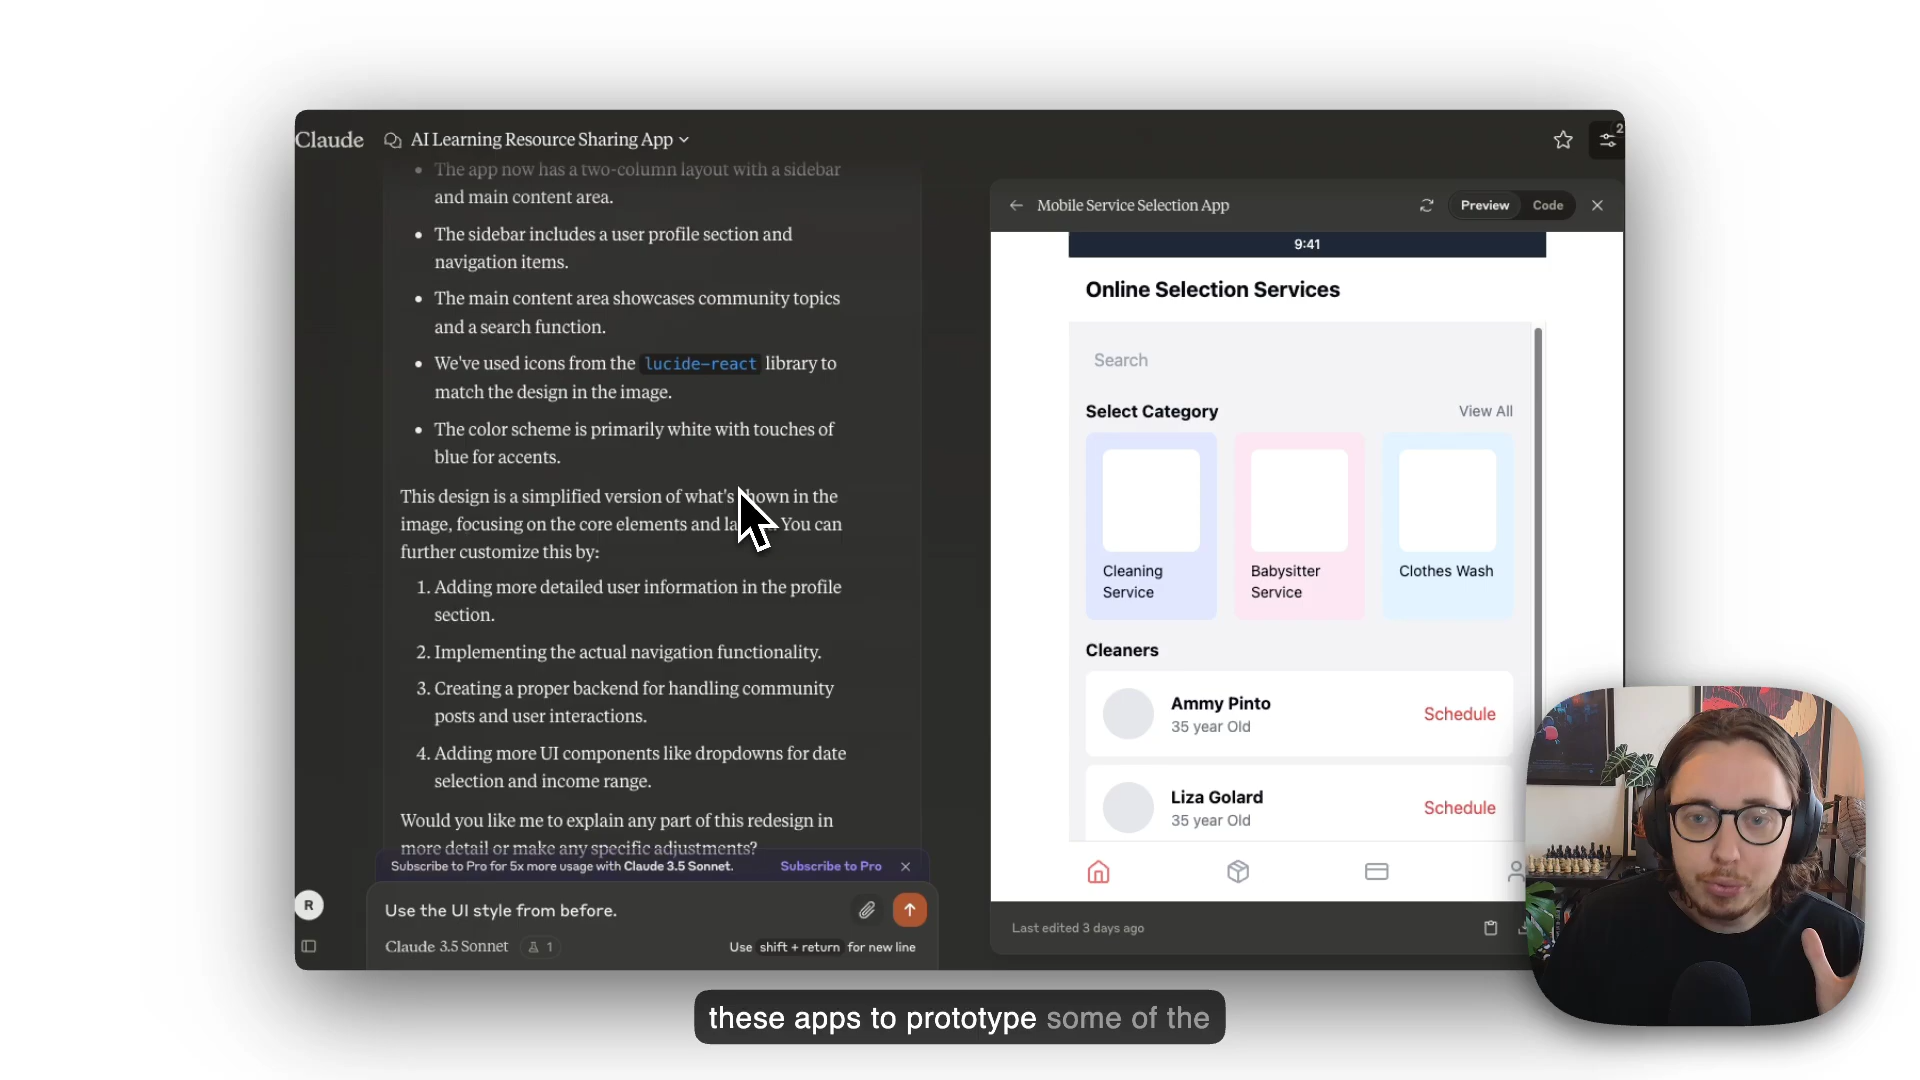 Claude
AI Learning Resource Sharing App
2
The app now has a two-column layout with a sidebar
and main content area.
The sidebar includes a user profile section and
navigation items.
The main content area showcases community topics
and a search function.
We've used icons from the lucide-react library to
match the design in the image.
The color scheme is primarily white with touches of
blue for accents.
This design is a simplified version of what's shown in the
image, focusing on the core elements and You can
further customize this by:
1. Adding more detailed user information in the profile
section.
2. Implementing the actual navigation functionality.
3. Creating a proper backend for handling community
posts and user interactions.
4. Adding more UI components like dropdowns for date
selection and income range.
Would you like me to explain any part of this redesign in
more detail or make any specific adjustments?
Subscribe to Pro for 5x more usage with Claude 3.5 Sonnet. Subscribe to Pro
R
Use the UI style from before.
Claude 3.5 Sonnet 1
Use shift + return for new line
Mobile Service Selection App
Preview Code
9:41
Online Selection Services
Search
Select Category View All
Cleaning
Service
Babysitter
Service
Clothes Wash
Cleaners
Ammy Pinto
35 year Old
Schedule
Liza Golard
35 year Old
Schedule
Last edited 3 days ago
these apps to prototype some of the